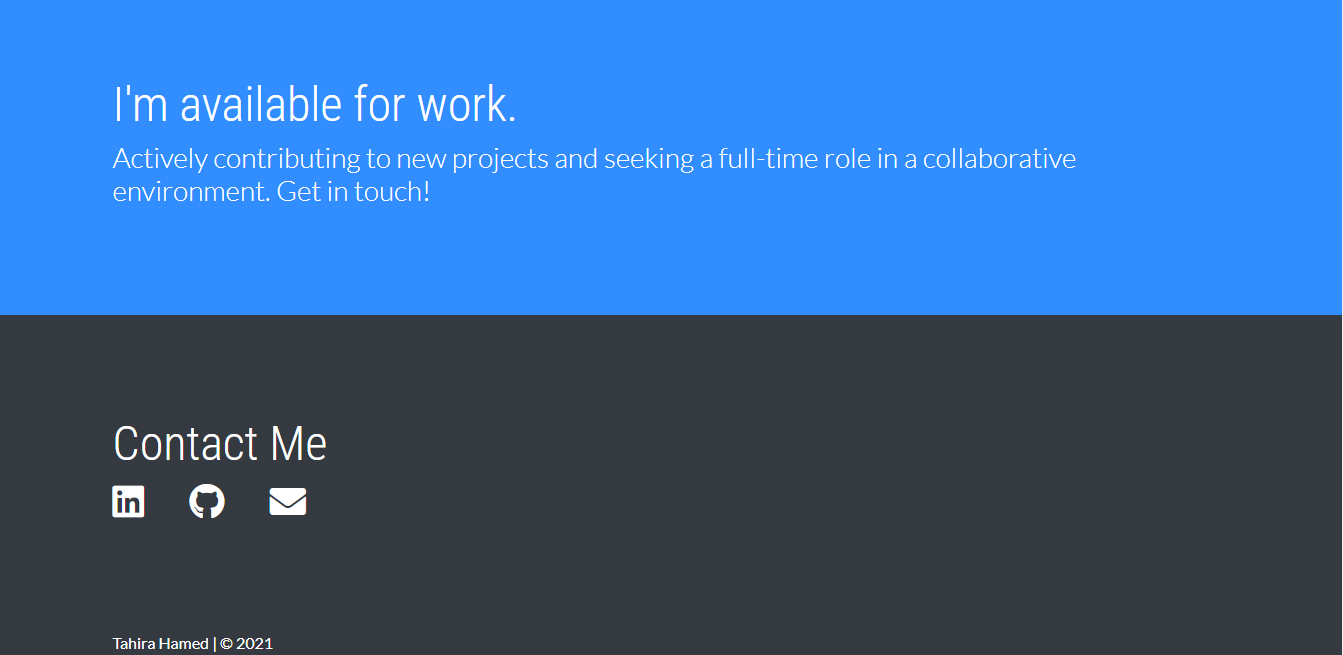 I'm available for work.
Actively contributing to new projects and seeking a full-time role in a collaborative
environment. Get in touch!
Contact Me
in
Tahira Hamed | © 2021